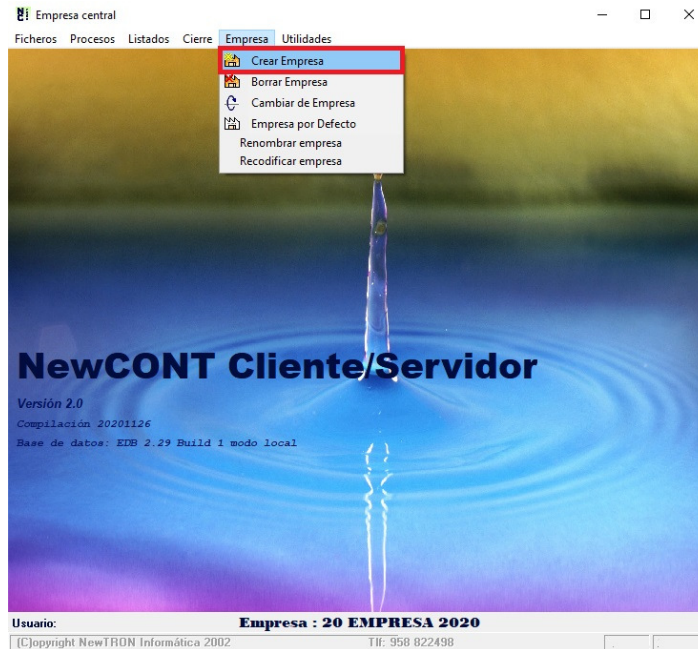 Empresa central
Ficheros Procesos Listados Cierre Empresa Utilidades
Crear Empresa
Borrar Empresa
Cambiar de Empresa
Empresa por Defecto
Renombrar empresa
Recodificar empresa
NewCONT Cliente/Servidor
Versión 2.0
Compilación 20201126
Base de datos: EDB 2.29 Build 1 modo local
Usuario: Empresa : 20 EMPRESA 2020
(C)opyright NewTRON Informática 2002 Tlf: 958 822498